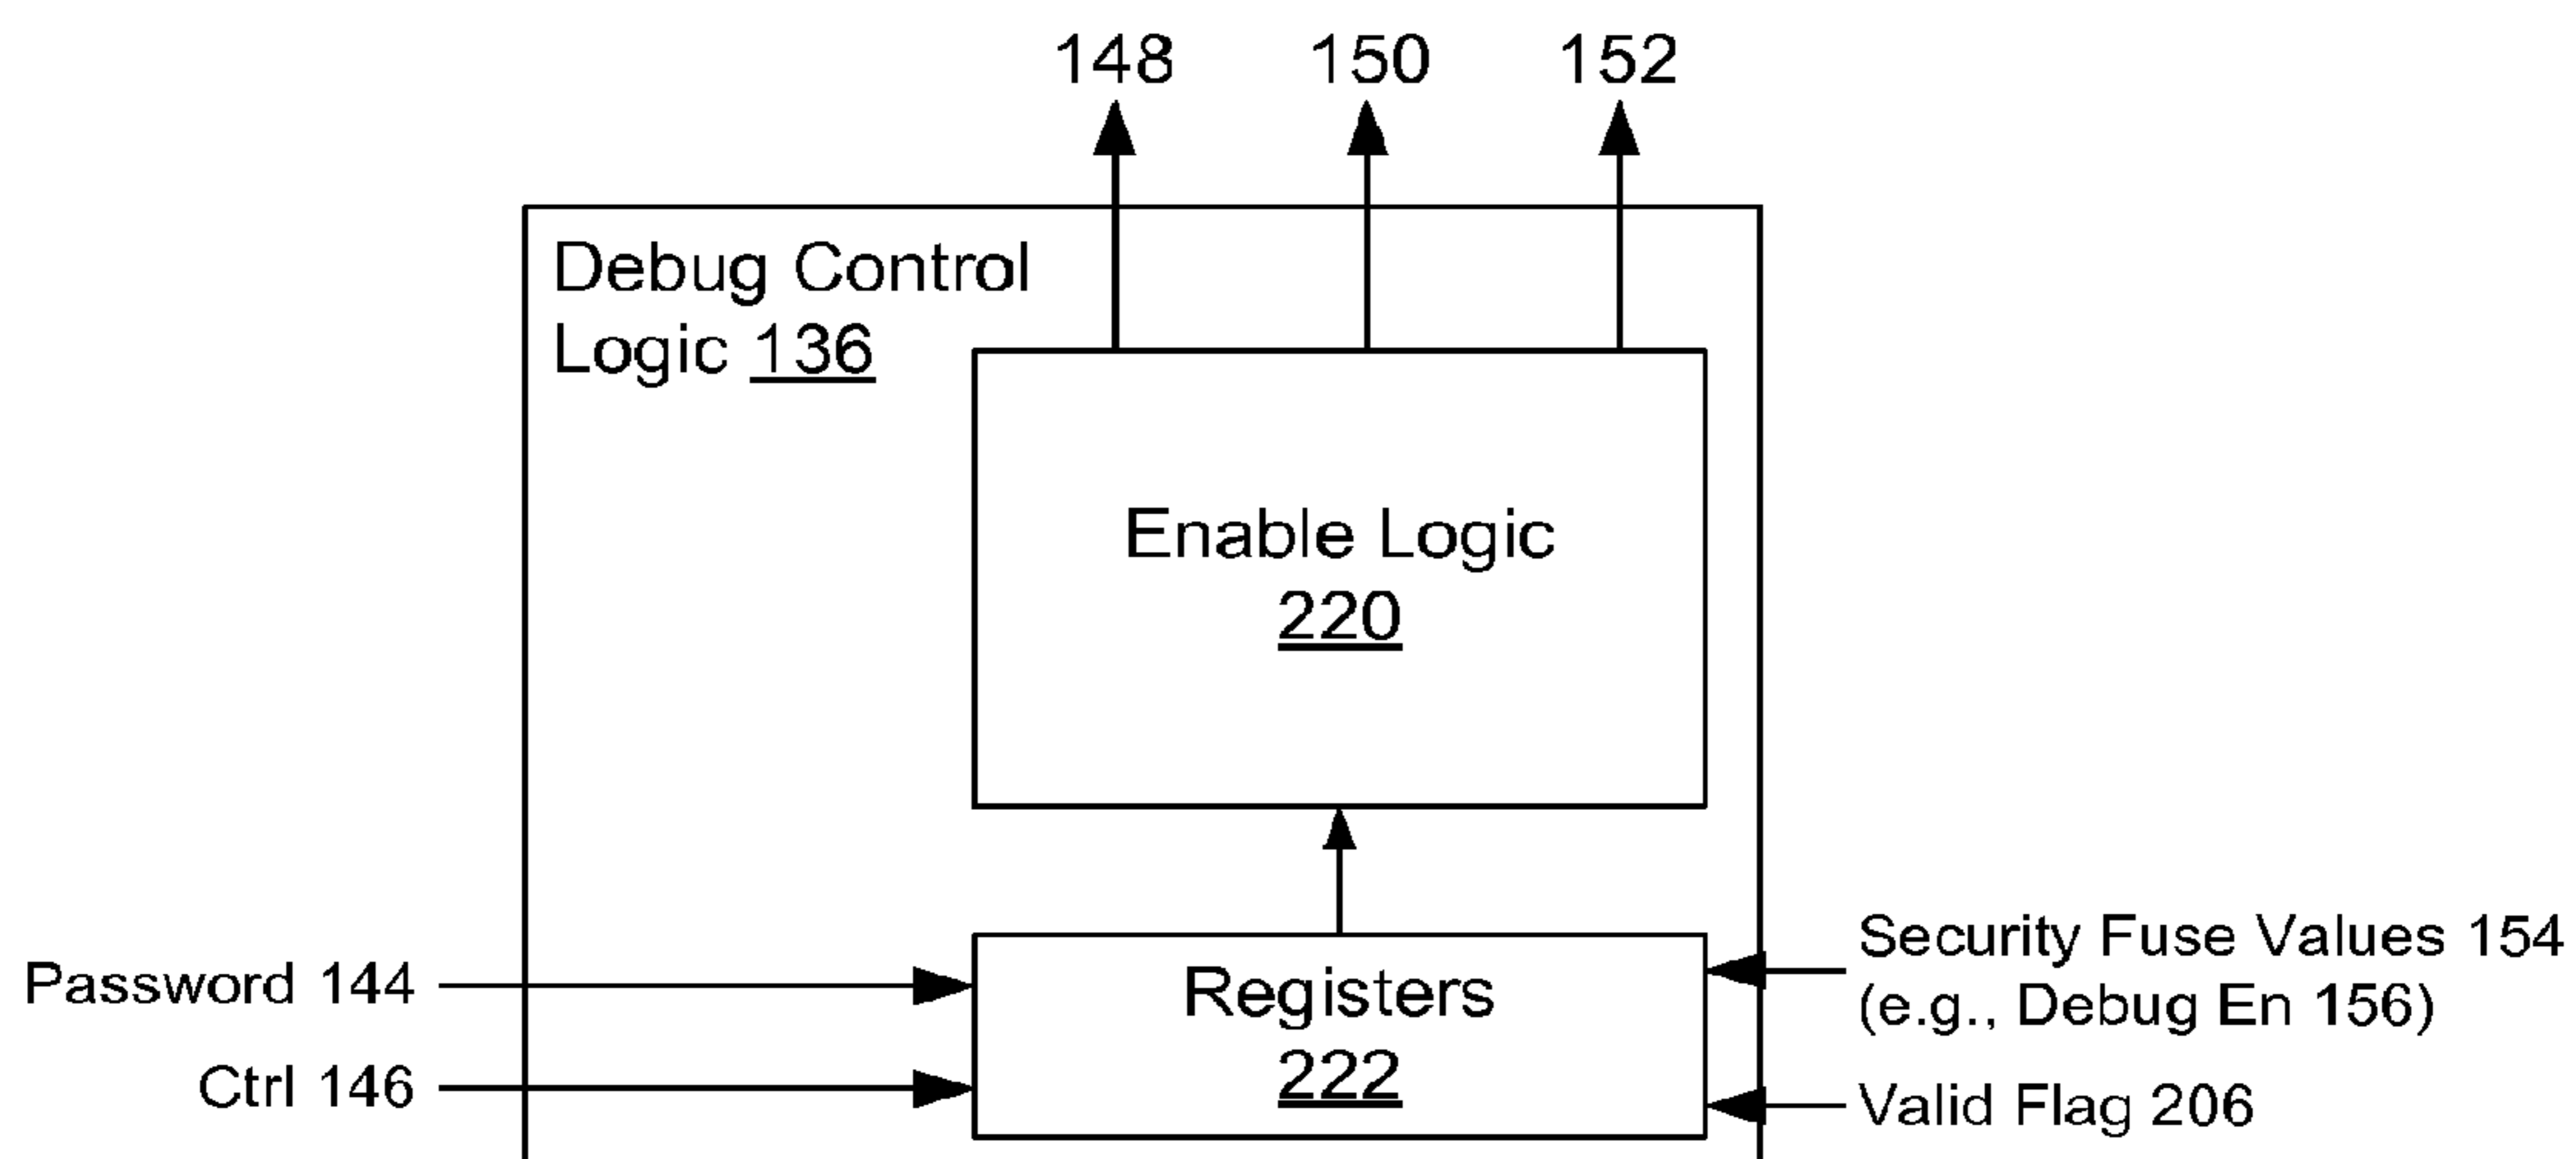 148 150 152
Debug Control
Logic 136
Enable Logic
220
Password 144
Ctrl 146
Registers
222
Security Fuse Values 154
(e.g., Debug En 156)
Valid Flag 206